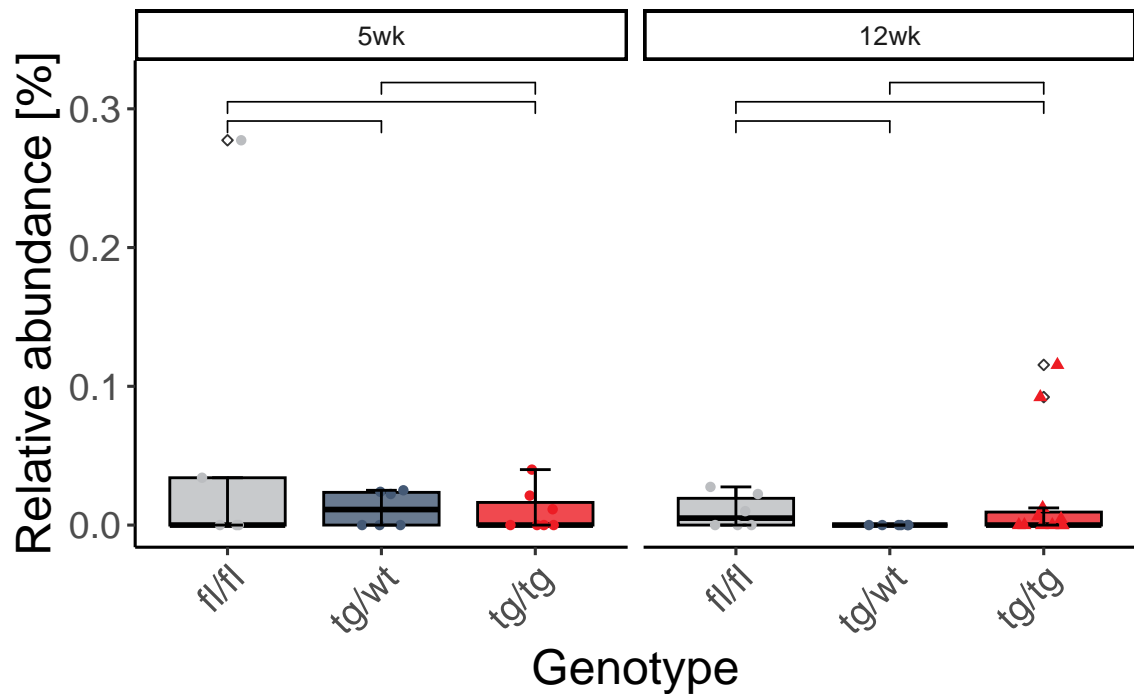 5wk
12wk
Relative abundance [%]
0.3
0.2
0.1
0.0
fl/fl
tg/wt
tg/tg
fl/fl
tg/wt
tg/tg
Genotype